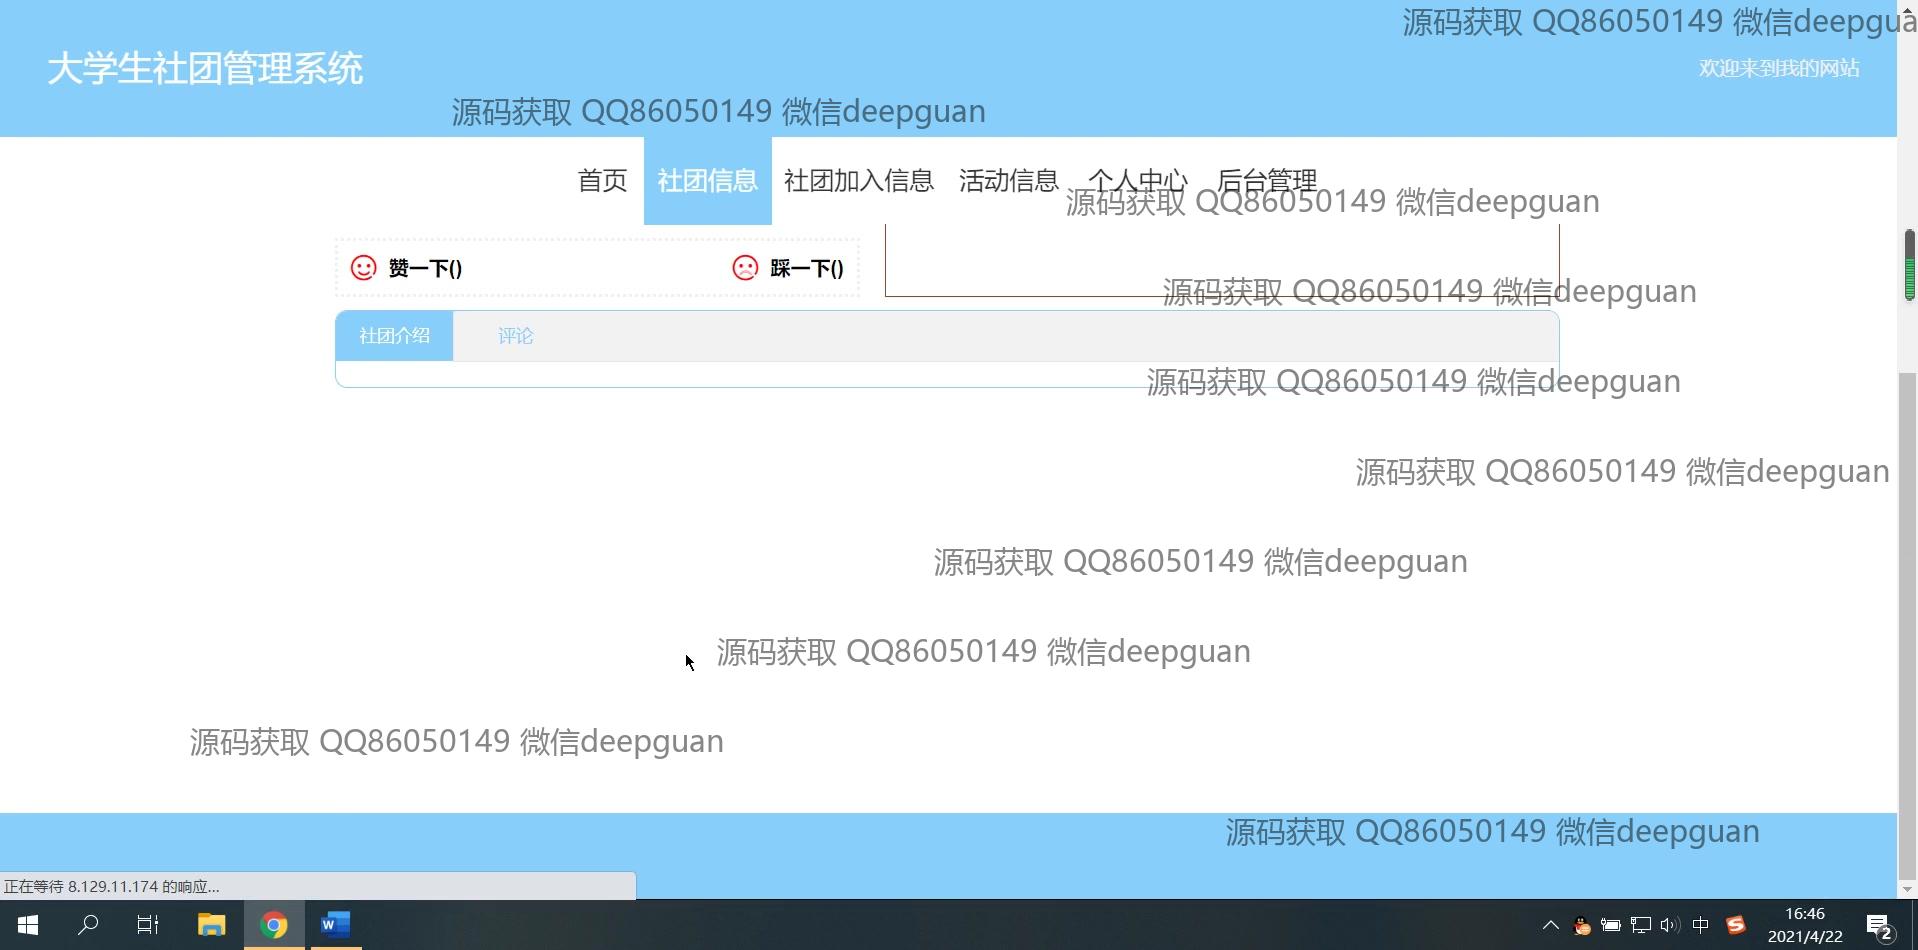 源码获取 QQ86050149 微信deepgua
大学生社团管理系统
欢迎来到我的网站
源码获取 QQ86050149 微信deepguan
首页 社团信息 社团加入信息 活动信息 个人中心 后台管理
源码获取 QQ86050149 微信deepguan
赞一下() 踩一下()
源码获取 QQ86050149 微信deepguan
社团介绍 评论
源码获取 QQ86050149 微信deepguan
源码获取 QQ86050149 微信deepguan
源码获取 QQ86050149 微信deepguan
源码获取 QQ86050149 微信deepguan
源码获取 QQ86050149 微信deepguan
源码获取 QQ86050149 微信deepguan
正在等待 8.129.11.174 的响应...
中
16:46
2021/4/22
2